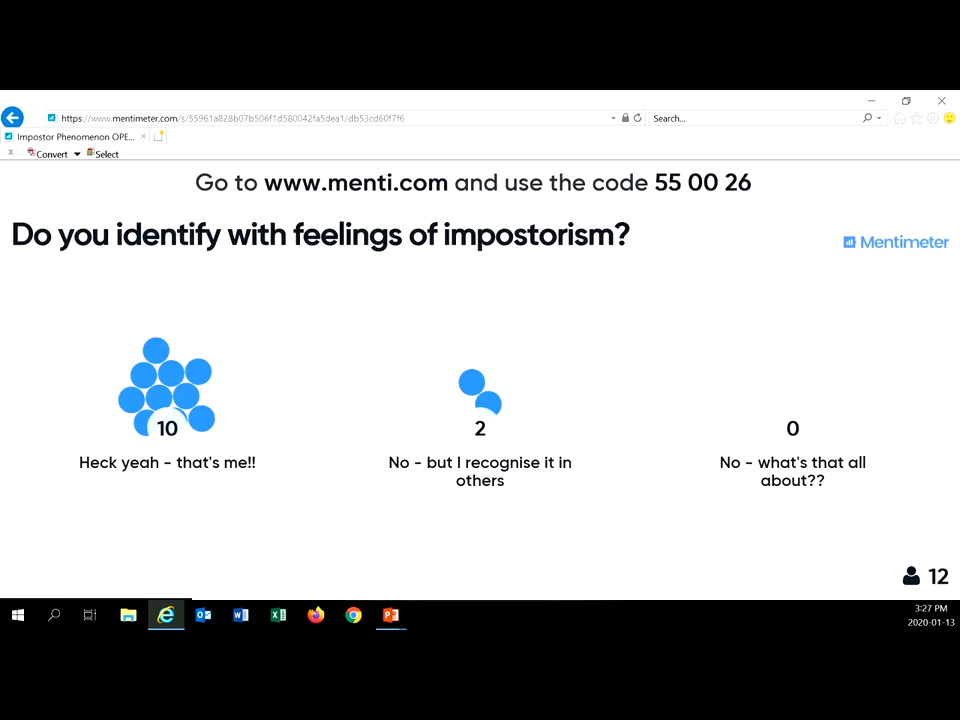 https://www.mentimeter.com/s/55961a828b07b506f1d580042fa5dea1/db53cd60f7f6
Search...
Impostor Phenomenon OPE...
x Convert Select
Go to www.menti.com and use the code 55 00 26
Do you identify with feelings of impostorism?
Mentimeter
10
Heck yeah - that's me!!
2
No - but I recognise it in
others
0
No - what's that all
about??
12
3:27 PM
2020-01-13